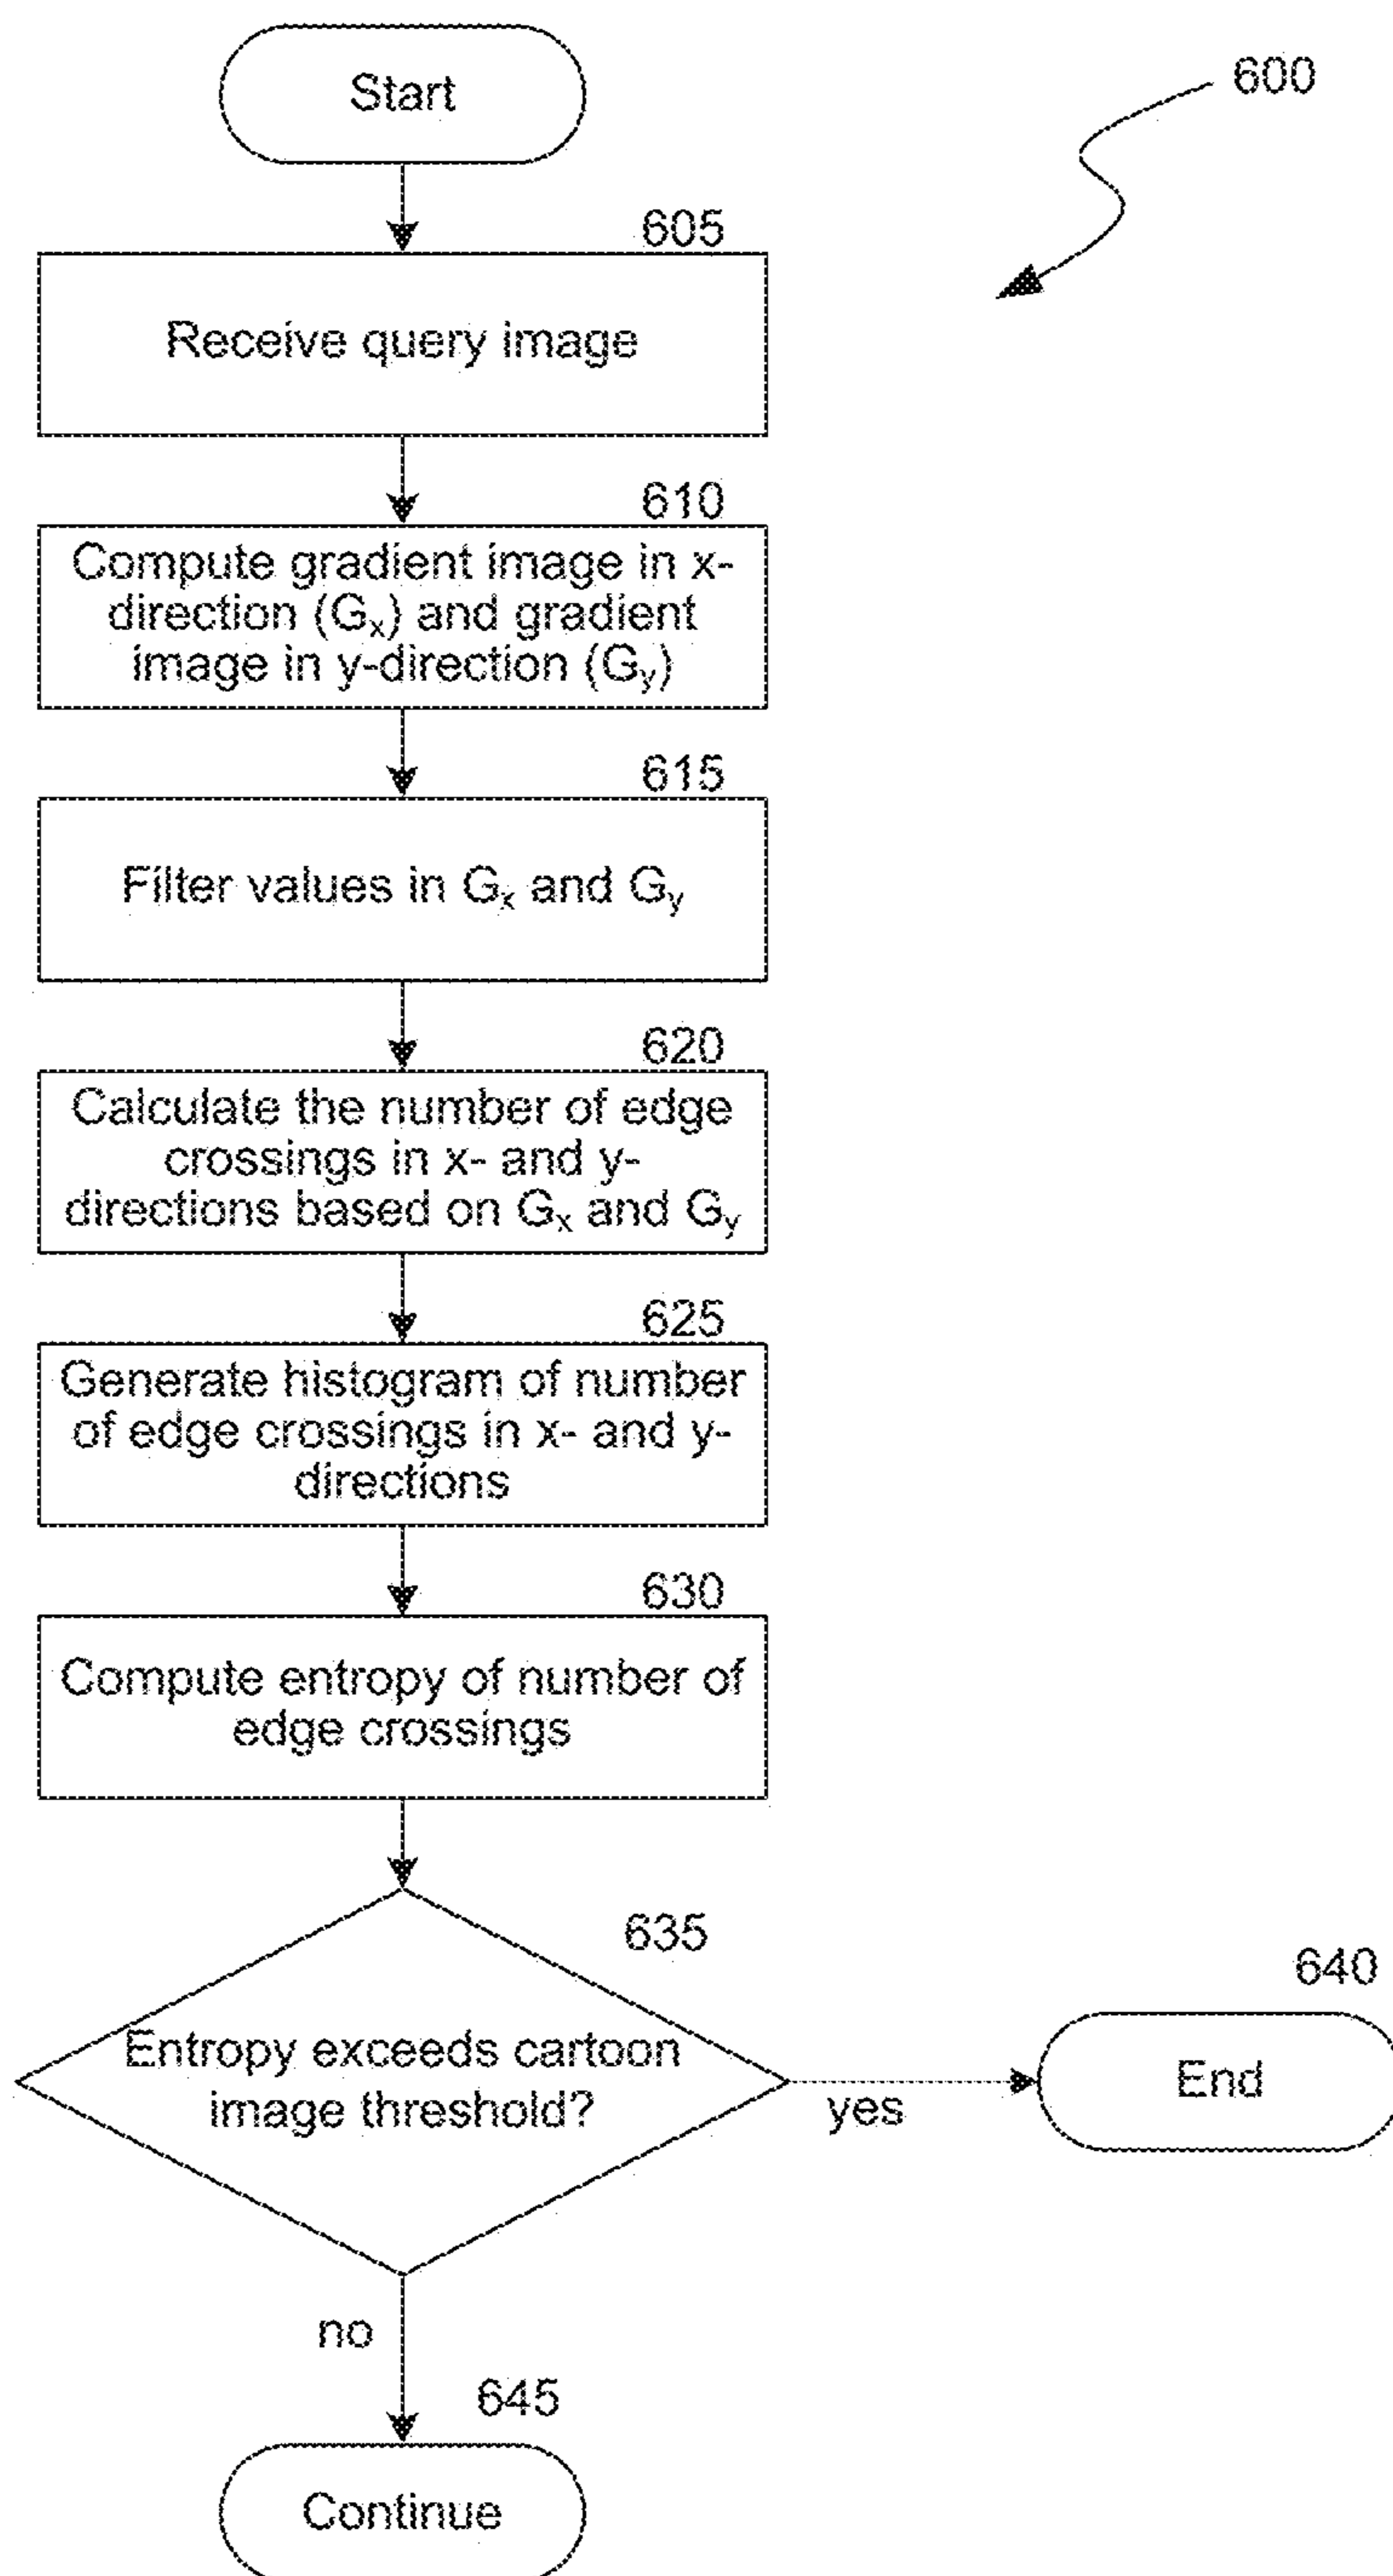 Start
600
605
Receive query image
610
Compute gradient image in x-
direction (Gx) and gradient
image in y-direction (Gy)
615
Filter values in Gx and Gy
620
Calculate the number of edge
crossings in x- and y-
directions based on Gx and Gy
625
Generate histogram of number
of edge crossings in x- and y-
directions
630
Compute entropy of number of
edge crossings
635
Entropy exceeds cartoon
image threshold?
yes
640
End
no
645
Continue